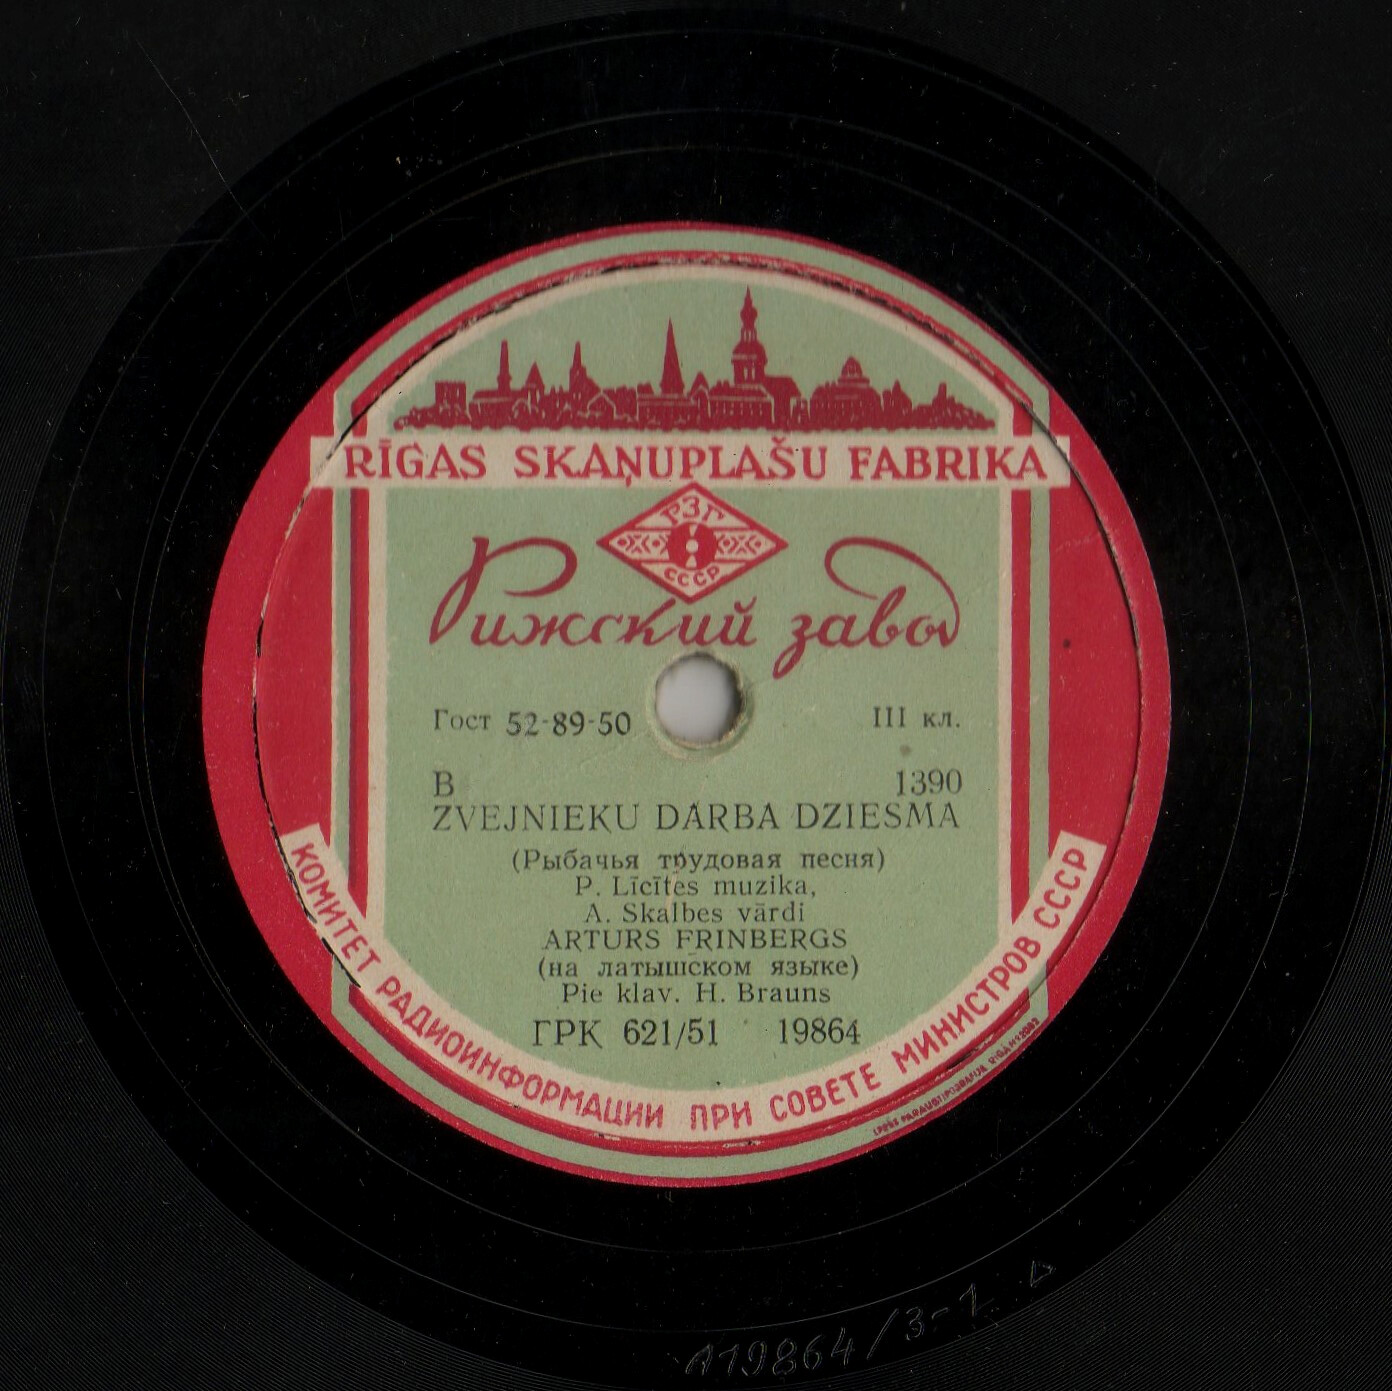 RĪGAS SKAŅUPLAŠU FABRIKA
РЗГ
СССР
Рижский завод
Гост 52-89-50 III кл.
В 1390
ZVEJNIEKU DARBA DZIESMA
(Рыбачья трудовая песня)
P. Līcītes muzika,
A. Skalbes vārdi
ARTURS FRINBERGS
(на латышском языке)
Pie klav. H. Brauns
ГРК 621/51 19864
КОМИТЕТ РАДИОИНФОРМАЦИИ ПРИ СОВЕТЕ МИНИСТРОВ СССР
19864/3-1